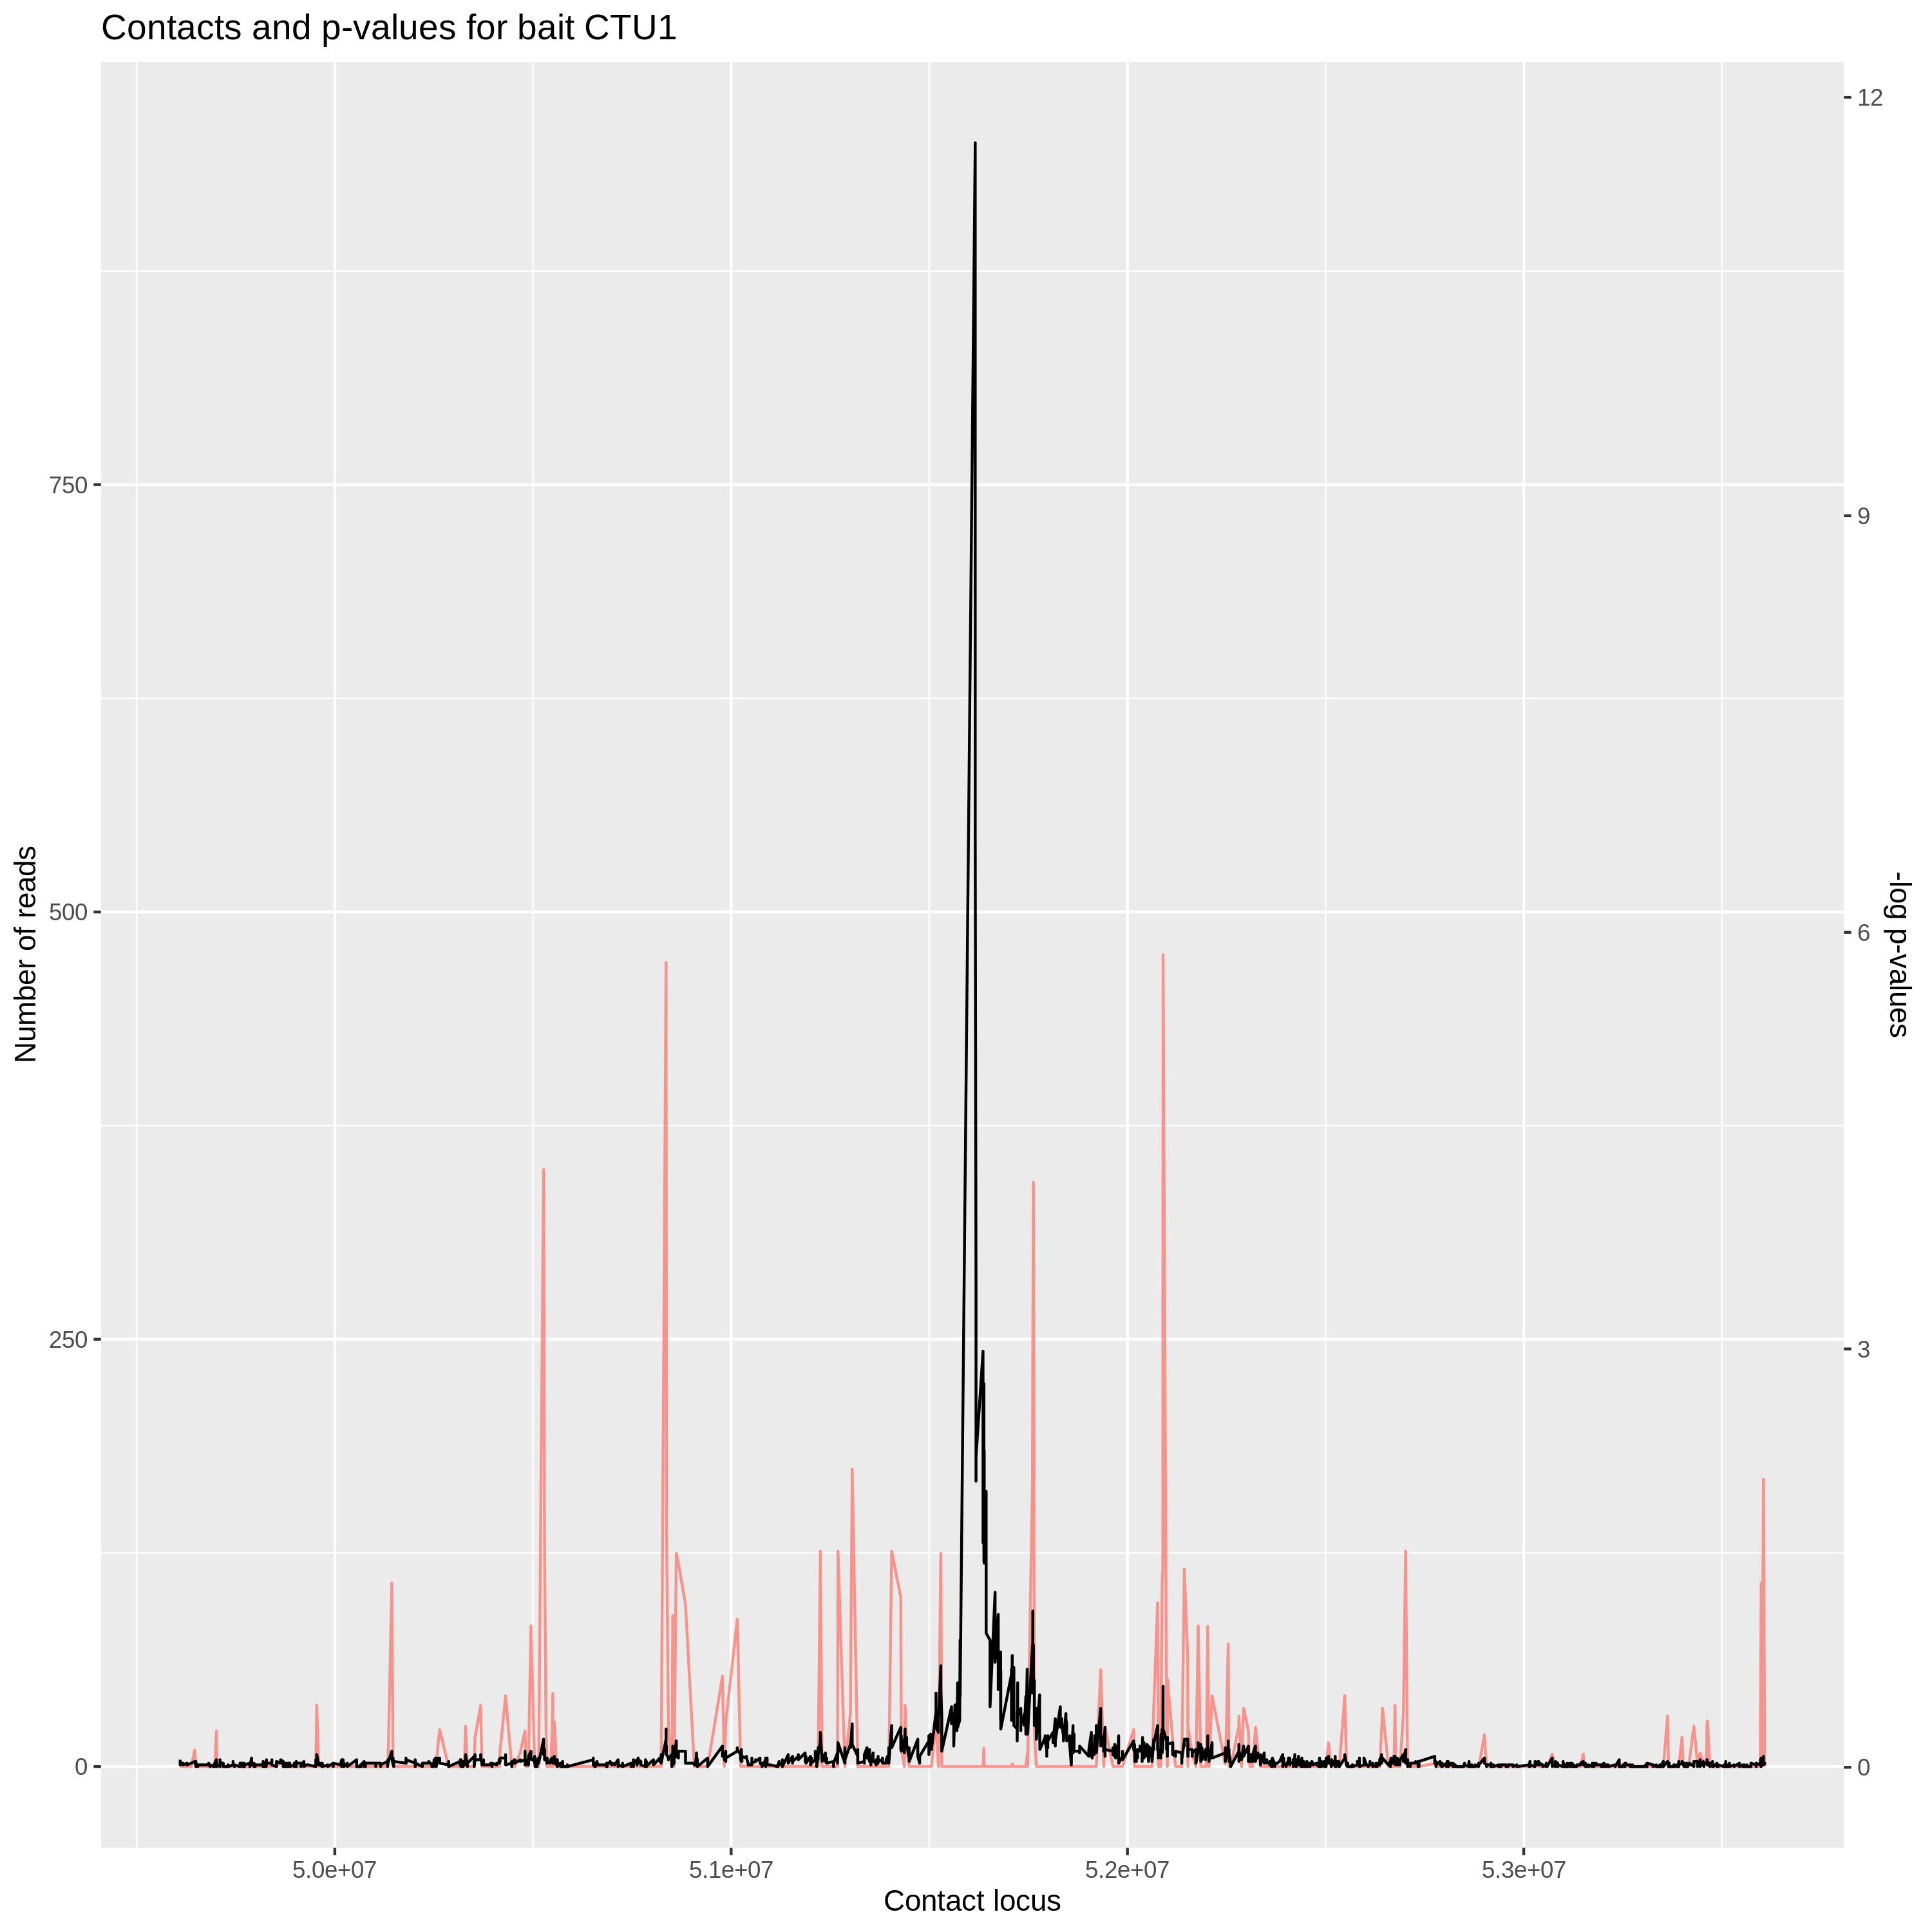 Contacts and p-values for bait CTU1
Number of reads
750
500
250
0
12
9
6
3
0
-log p-values
5.0e+07 5.1e+07 5.2e+07 5.3e+07
Contact locus